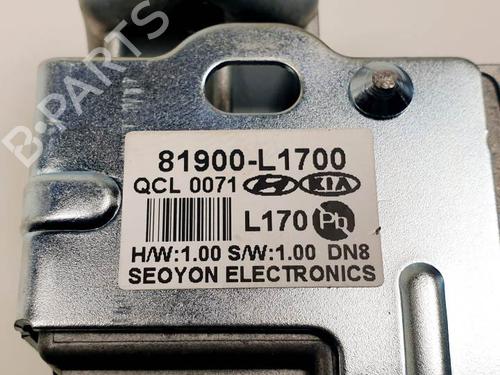 B-PARTS
81900-L1700
QCL 0071 KIA
L170 Pb
H/W:1.00 S/W:1.00 DN8
SEOYON ELECTRONICS